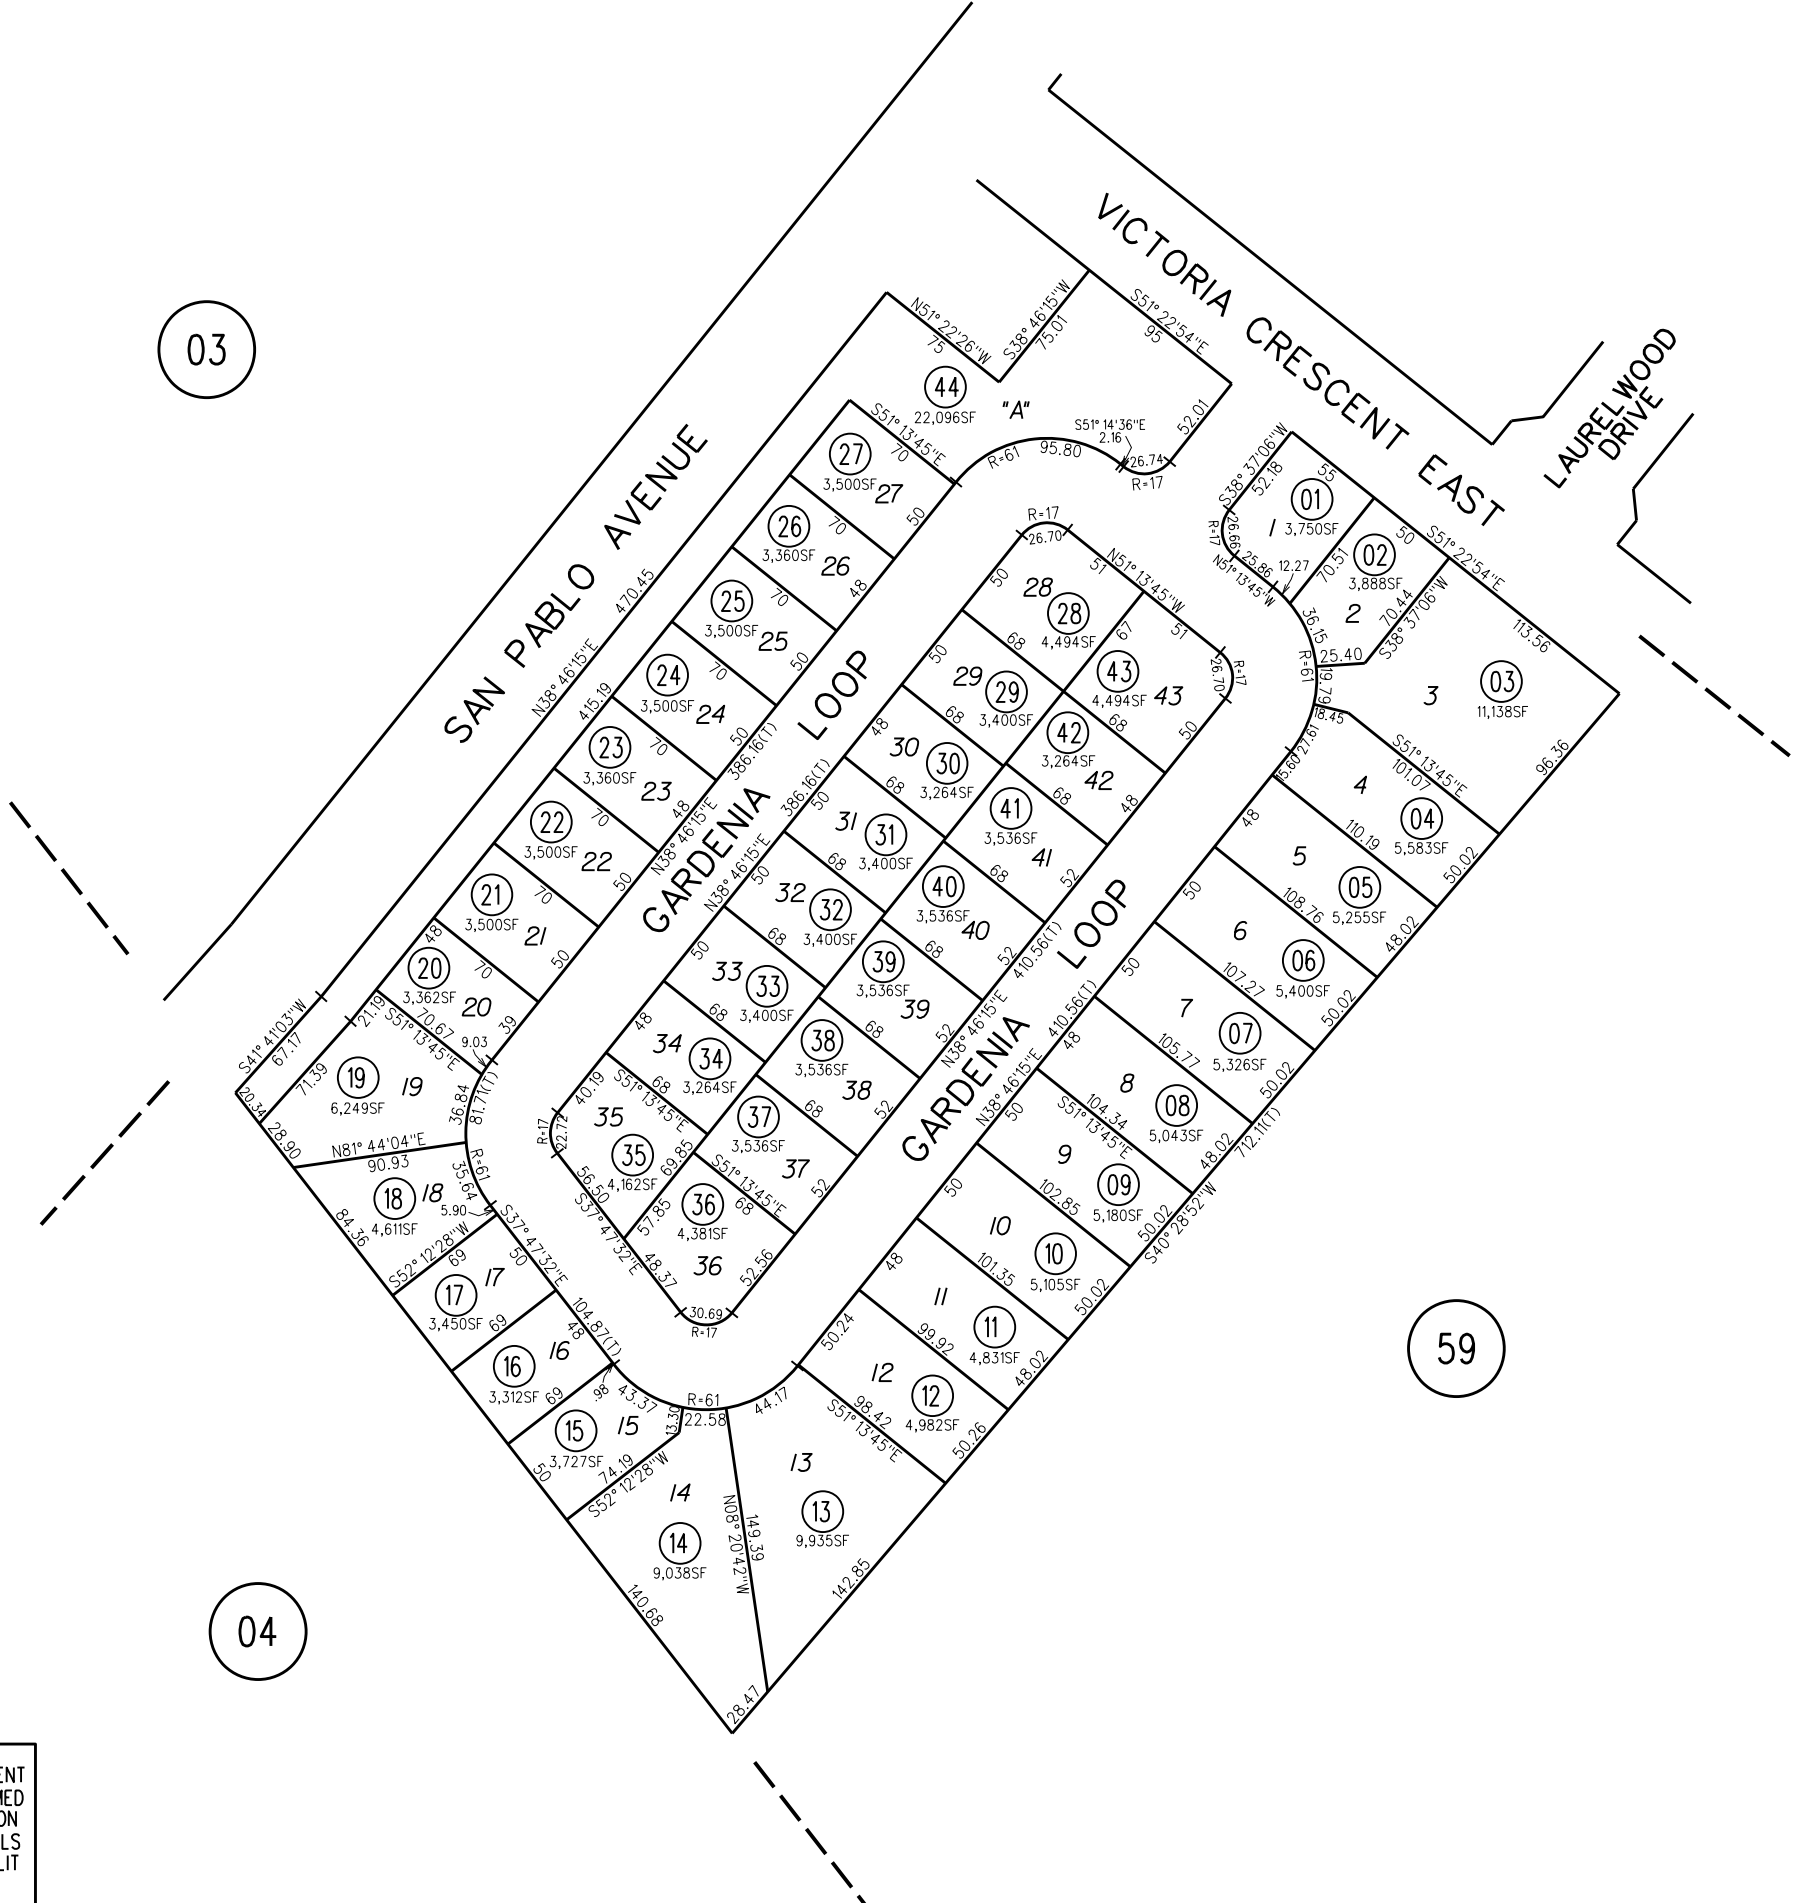 VICTORIA CRESCENT EAST
LAURELWOOD
DRIVE
SAN PABLO AVENUE
GARDENIA LOOP
GARDENIA LOOP
03
59
04
N51° 22'26"W
75
S38° 46'15"W
75.01
S51° 22'54"E
95
44
22,096SF
"A"
52.01
S51° 14'36"E
2.16
26.74
R=17
R=61
95.80
S51° 13'45"E
70
27
3,500SF
27
50
70
26
3,360SF
26
48
70
25
3,500SF
25
50
70
24
3,500SF
24
50
386.16(T)
70
23
3,360SF
23
48
N38° 46'15"E
70
22
3,500SF
22
50
70
21
3,500SF
21
50
48
70
20
3,362SF
20
39
9.03
70.67
S51° 13'45"E
470.45
N38° 46'15"E
415.19
21.19
S41° 41'03"W
67.17
71.39
20.34
28.90
19
6,249SF
19
36.84
81.71(T)
N81° 44'04"E
90.93
R=61
35.64
18
4,611SF
18
5.90
84.36
S52° 12'28"W
69
17
3,450SF
17
50
S37° 47'32"E
69
16
3,312SF
16
48
104.87(T)
69
.98
43.37
15
3,727SF
15
50
13.30
74.19
S52° 12'28"W
R=61
22.58
44.17
14
14
9,038SF
140.68
N08° 20'42"W
149.39
13
13
9,935SF
142.85
28.47
S38° 37'06"W
52.18
55
01
1
3,750SF
R=17
26.66
25.86
N51° 13'45"W
12.27
70.51
50
02
3,888SF
2
S51° 22'54"E
70.44
S38° 37'06"W
36.15
R=61
25.40
19.79
113.56
3
03
11,138SF
96.36
18.45
27.61
15.60
S51° 13'45"E
101.07
4
04
5,583SF
50.02
110.19
48
5
05
5,255SF
48.02
108.76
50
6
06
5,400SF
50.02
107.27
50
7
07
5,326SF
50.02
105.77
410.56(T)
48
8
08
5,043SF
48.02
712.11(T)
104.34
S51° 13'45"E
N38° 46'15"E
50
9
09
5,180SF
50.02
S40° 28'52"W
102.85
50
10
10
5,105SF
50.02
101.35
48
11
11
4,831SF
48.02
99.92
50.24
12
12
4,982SF
50.26
98.42
S51° 13'45"E
R=17
26.70
50
28
28
4,494SF
51
N51° 13'45"W
51
67
68
R=17
26.70
43
4,494SF
43
50
68
50
29
29
3,400SF
68
42
3,264SF
42
48
68
48
30
30
3,264SF
68
41
3,536SF
41
52
68
386.16(T)
50
31
31
3,400SF
68
40
3,536SF
40
52
410.56(T)
68
N38° 46'15"E
50
32
32
3,400SF
68
39
3,536SF
39
52
N38° 46'15"E
68
50
33
33
3,400SF
68
38
3,536SF
38
52
68
48
34
34
3,264SF
68
S51° 13'45"E
37
3,536SF
37
52
S51° 13'45"E
68
40.19
35
35
4,162SF
69.85
R=17
22.72
56.50
S37° 47'32"E
57.85
36
4,381SF
36
48.37
52.56
30.69
R=17
ENT
MED
ON
LS
LIT